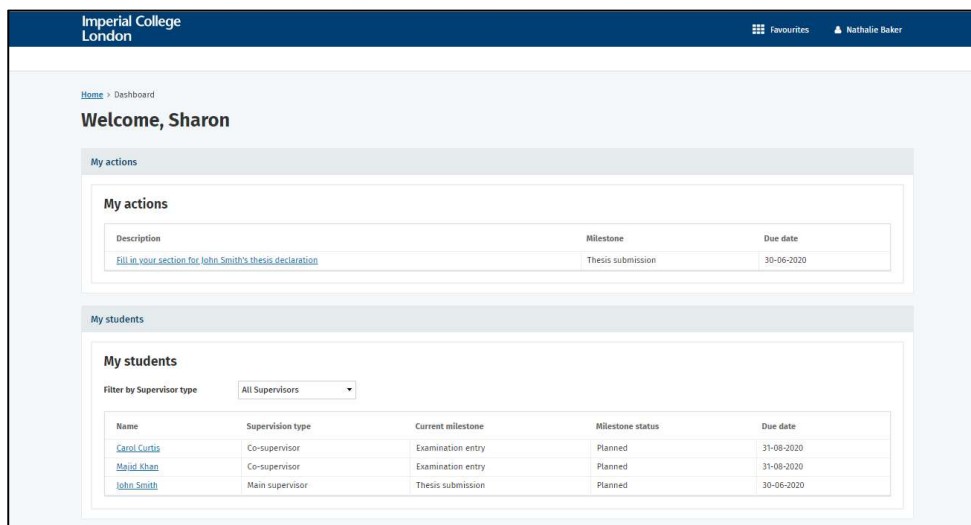 Imperial College
London
Favourites Nathalie Baker
Home > Dashboard
Welcome, Sharon
My actions
My actions
Description Milestone Due date
Fill in your section for John Smith's thesis declaration Thesis submission 30-06-2020
My students
My students
Filter by Supervisor type All Supervisors
Name Supervision type Current milestone Milestone status Due date
Carol Curtis Co-supervisor Examination entry Planned 31-08-2020
Majid Khan Co-supervisor Examination entry Planned 31-08-2020
John Smith Main supervisor Thesis submission Planned 30-06-2020